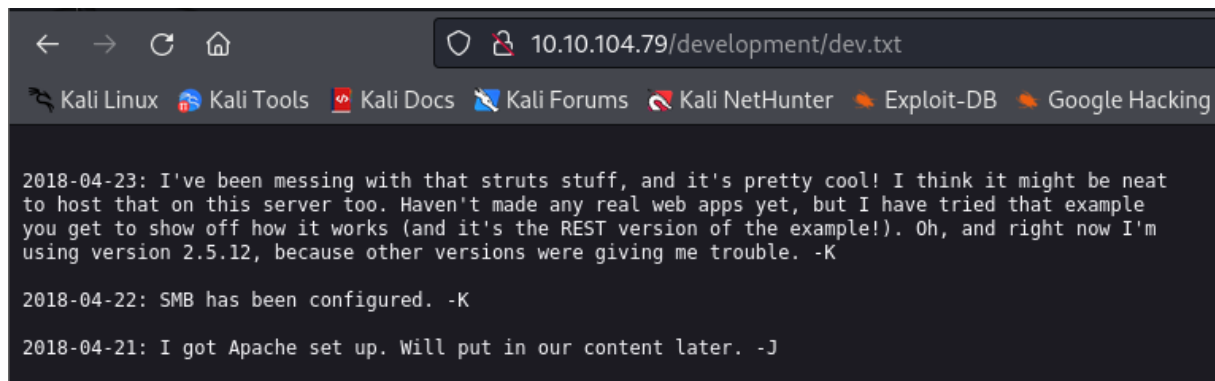 10.10.104.79/development/dev.txt
Kali Linux Kali Tools Kali Docs Kali Forums Kali NetHunter Exploit-DB Google Hacking
2018-04-23: I've been messing with that struts stuff, and it's pretty cool! I think it might be neat
to host that on this server too. Haven't made any real web apps yet, but I have tried that example
you get to show off how it works (and it's the REST version of the example!). Oh, and right now I'm
using version 2.5.12, because other versions were giving me trouble. -K
2018-04-22: SMB has been configured. -K
2018-04-21: I got Apache set up. Will put in our content later. -J